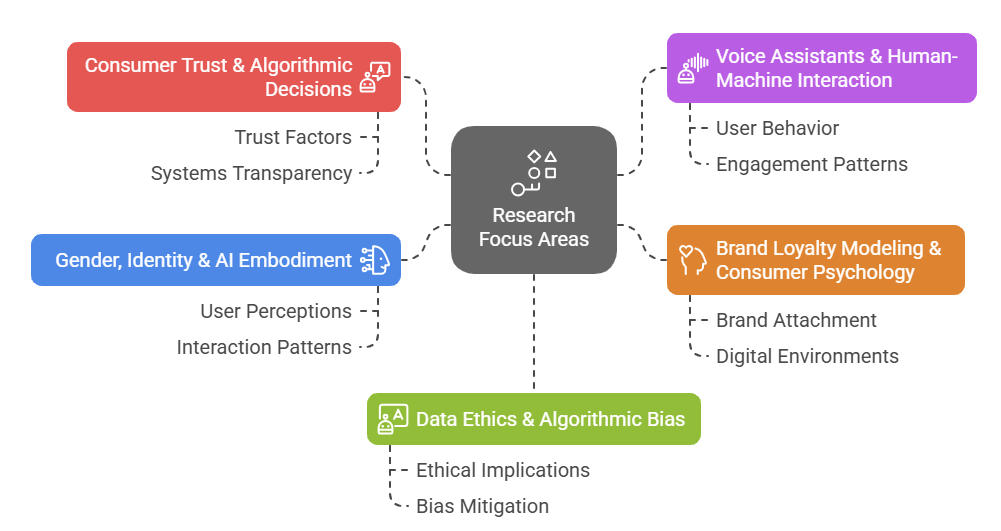 Consumer Trust & Algorithmic
Decisions
Trust Factors
Systems Transparency
Gender, Identity & AI Embodiment
User Perceptions
Interaction Patterns
Research
Focus Areas
Voice Assistants & Human-
Machine Interaction
User Behavior
Engagement Patterns
Brand Loyalty Modeling &
Consumer Psychology
Brand Attachment
Digital Environments
Data Ethics & Algorithmic Bias
Ethical Implications
Bias Mitigation